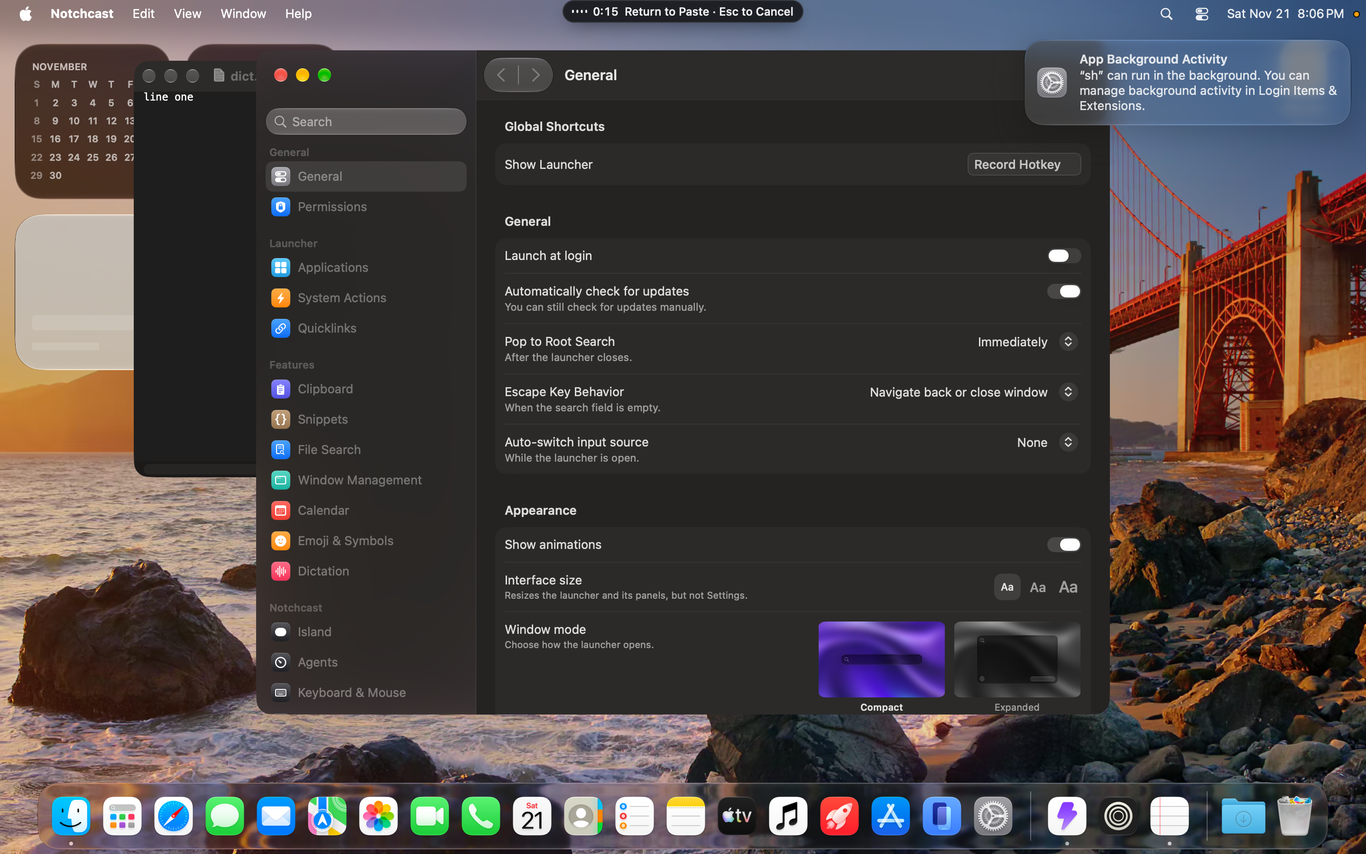 Notchcast Edit View Window Help
0:15 Return to Paste · Esc to Cancel
Sat Nov 21 8:06 PM
App Background Activity
“sh” can run in the background. You can
manage background activity in Login Items &
Extensions.
NOVEMBER
S M T W T F
1 2 3 4 5 6
8 9 10 11 12 13
15 16 17 18 19 20
22 23 24 25 26 27
29 30
dict.
line one
Search
General
General
Permissions
Launcher
Applications
System Actions
Quicklinks
Features
Clipboard
Snippets
File Search
Window Management
Calendar
Emoji & Symbols
Dictation
Notchcast
Island
Agents
Keyboard & Mouse
General
Global Shortcuts
Show Launcher
Record Hotkey
General
Launch at login
Automatically check for updates
You can still check for updates manually.
Pop to Root Search
Immediately
After the launcher closes.
Escape Key Behavior
Navigate back or close window
When the search field is empty.
Auto-switch input source
None
While the launcher is open.
Appearance
Show animations
Interface size
Aa Aa Aa
Resizes the launcher and its panels, but not Settings.
Window mode
Choose how the launcher opens.
Compact
Expanded
Sat
21
tv